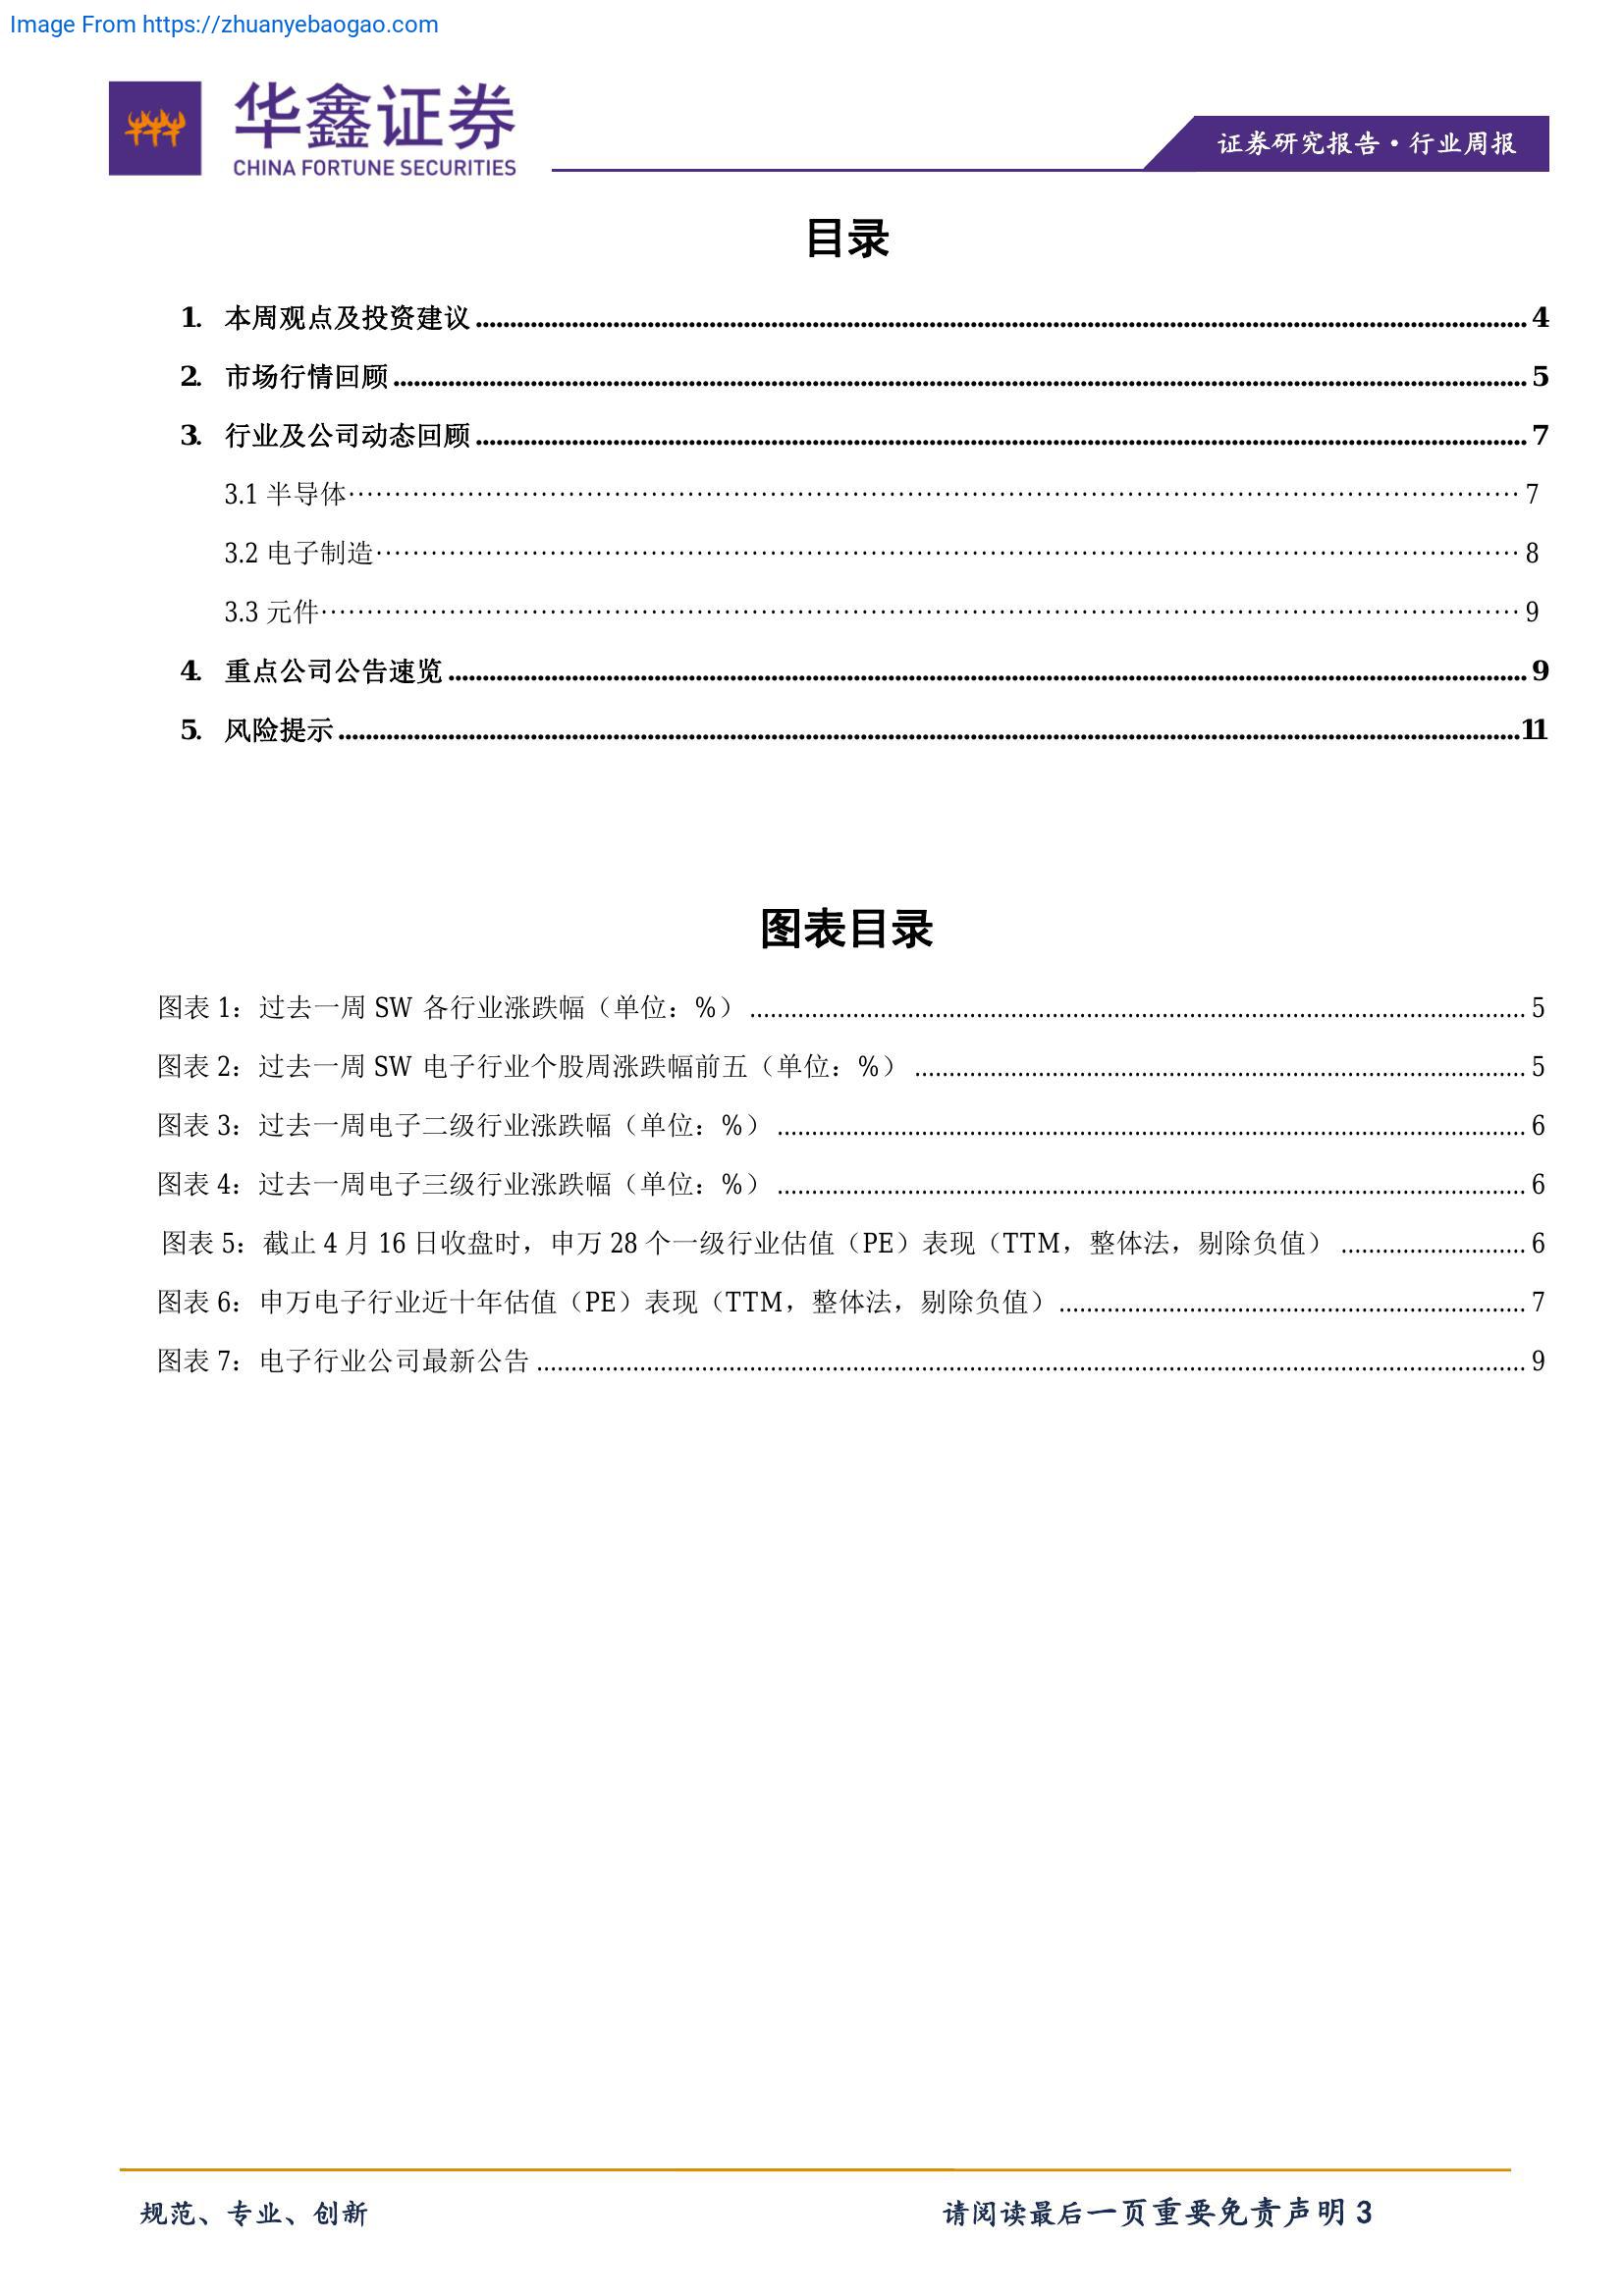 Image From https://zhuanyebaogao.com
华鑫证券
CHINA FORTUNE SECURITIES
证券研究报告·行业周报
目录
1. 本周观点及投资建议 4
2. 市场行情回顾 5
3. 行业及公司动态回顾 7
3.1 半导体 7
3.2 电子制造 8
3.3 元件 9
4. 重点公司公告速览 9
5. 风险提示 11
图表目录
图表 1：过去一周 SW 各行业涨跌幅（单位：%） 5
图表 2：过去一周 SW 电子行业个股周涨跌幅前五（单位：%） 5
图表 3：过去一周电子二级行业涨跌幅（单位：%） 6
图表 4：过去一周电子三级行业涨跌幅（单位：%） 6
图表 5：截止 4 月 16 日收盘时，申万 28 个一级行业估值（PE）表现（TTM，整体法，剔除负值） 6
图表 6：申万电子行业近十年估值（PE）表现（TTM，整体法，剔除负值） 7
图表 7：电子行业公司最新公告 9
规范、专业、创新
请阅读最后一页重要免责声明 3